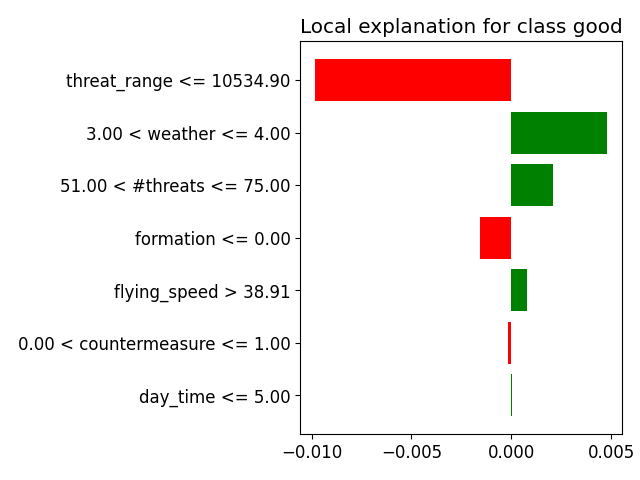 Local explanation for class good
threat_range <= 10534.90
3.00 < weather <= 4.00
51.00 < #threats <= 75.00
formation <= 0.00
flying_speed > 38.91
0.00 < countermeasure <= 1.00
day_time <= 5.00
−0.010 −0.005 0.000 0.005